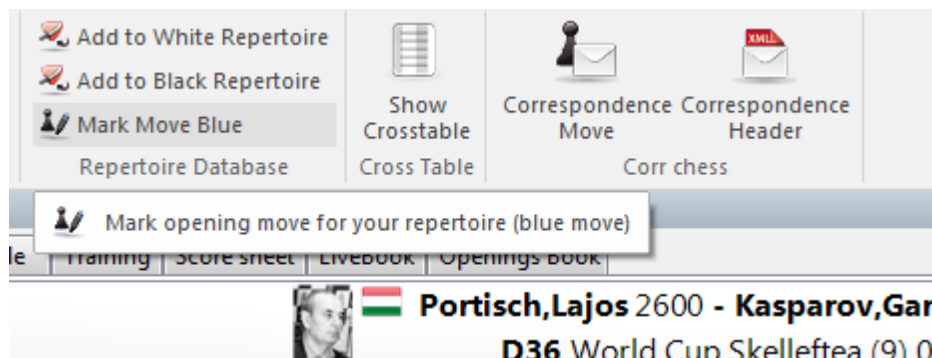 Add to White Repertoire
Add to Black Repertoire
Mark Move Blue
Repertoire Database
Show
Crosstable
Cross Table
Correspondence
Move
XML
Correspondence
Header
Corr chess
Mark opening move for your repertoire (blue move)
le Training Score sheet LiveBook Openings Book
Portisch,Lajos 2600 - Kasparov,Gar
D36 World Cup Skelleftea (9) 0